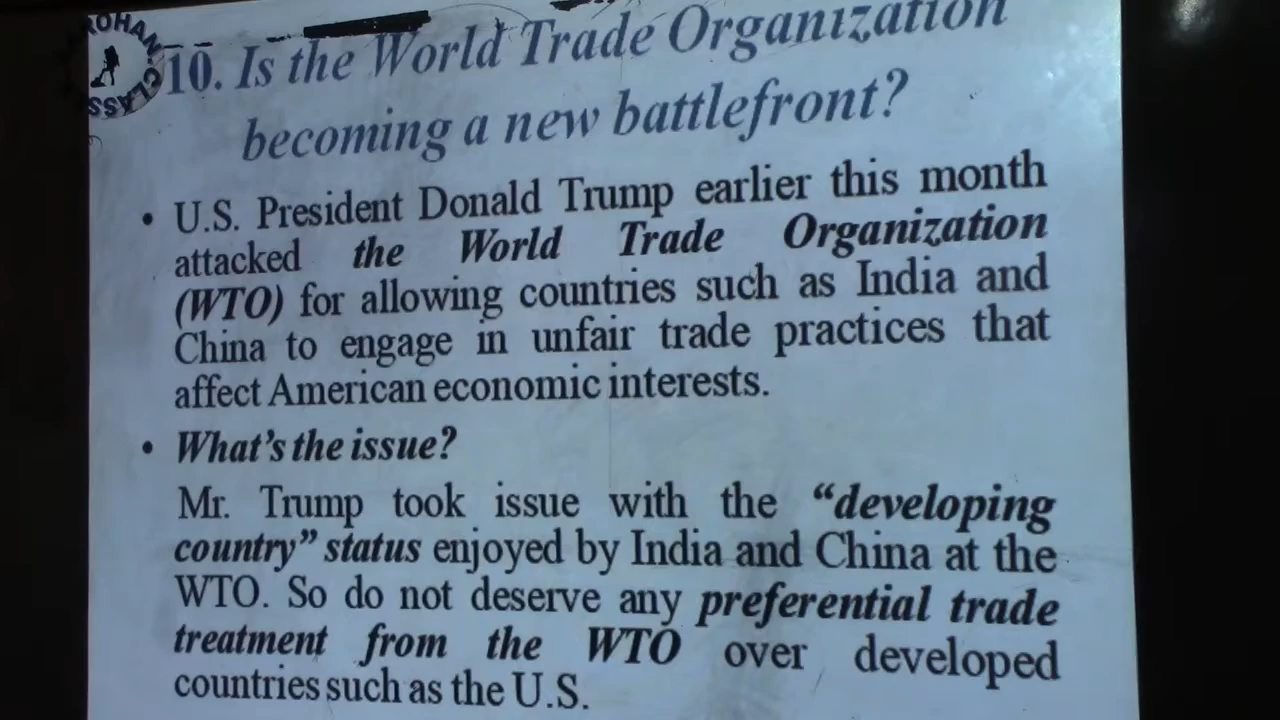 ROHAN CLASS
10. Is the World Trade Organization
becoming a new battlefront?
• U.S. President Donald Trump earlier this month
attacked the World Trade Organization
(WTO) for allowing countries such as India and
China to engage in unfair trade practices that
affect American economic interests.
• What's the issue?
Mr. Trump took issue with the “developing
country” status enjoyed by India and China at the
WTO. So do not deserve any preferential trade
treatment from the WTO over developed
countries such as the U.S.